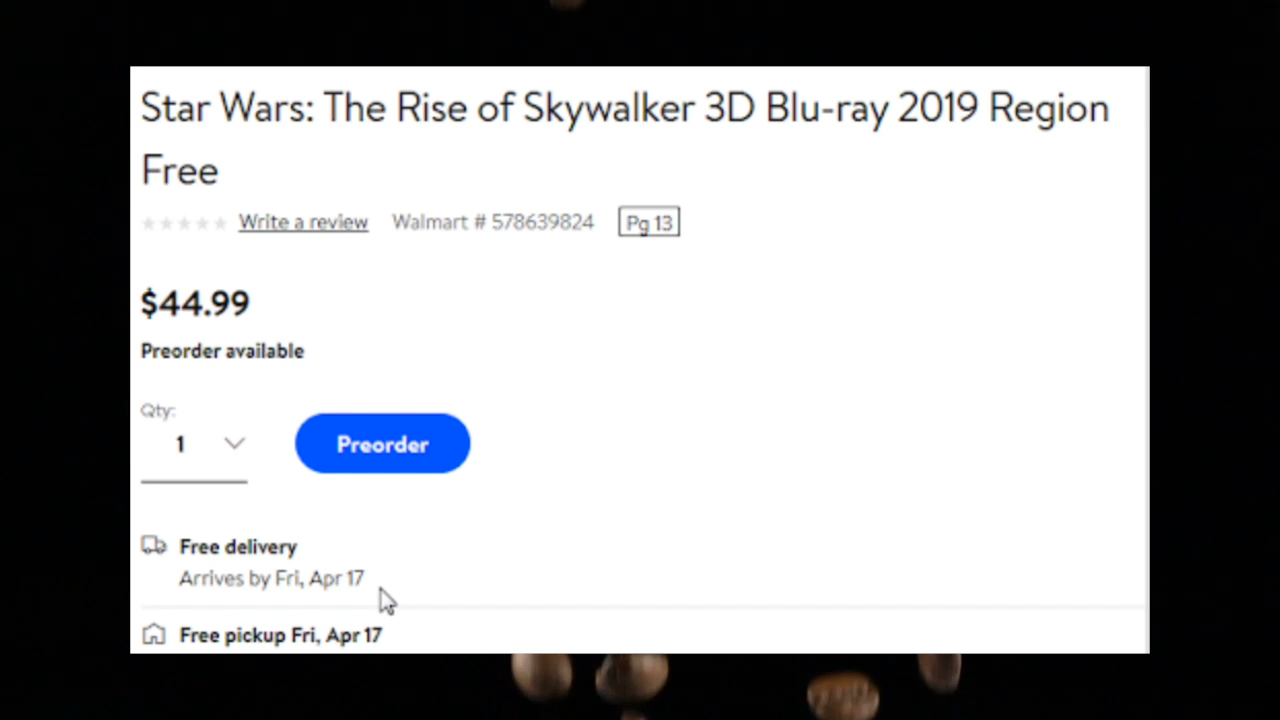 Star Wars: The Rise of Skywalker 3D Blu-ray 2019 Region
Free
Write a review Walmart # 578639824 Pg 13
$44.99
Preorder available
Qty:
1 Preorder
Free delivery
Arrives by Fri, Apr 17
Free pickup Fri, Apr 17